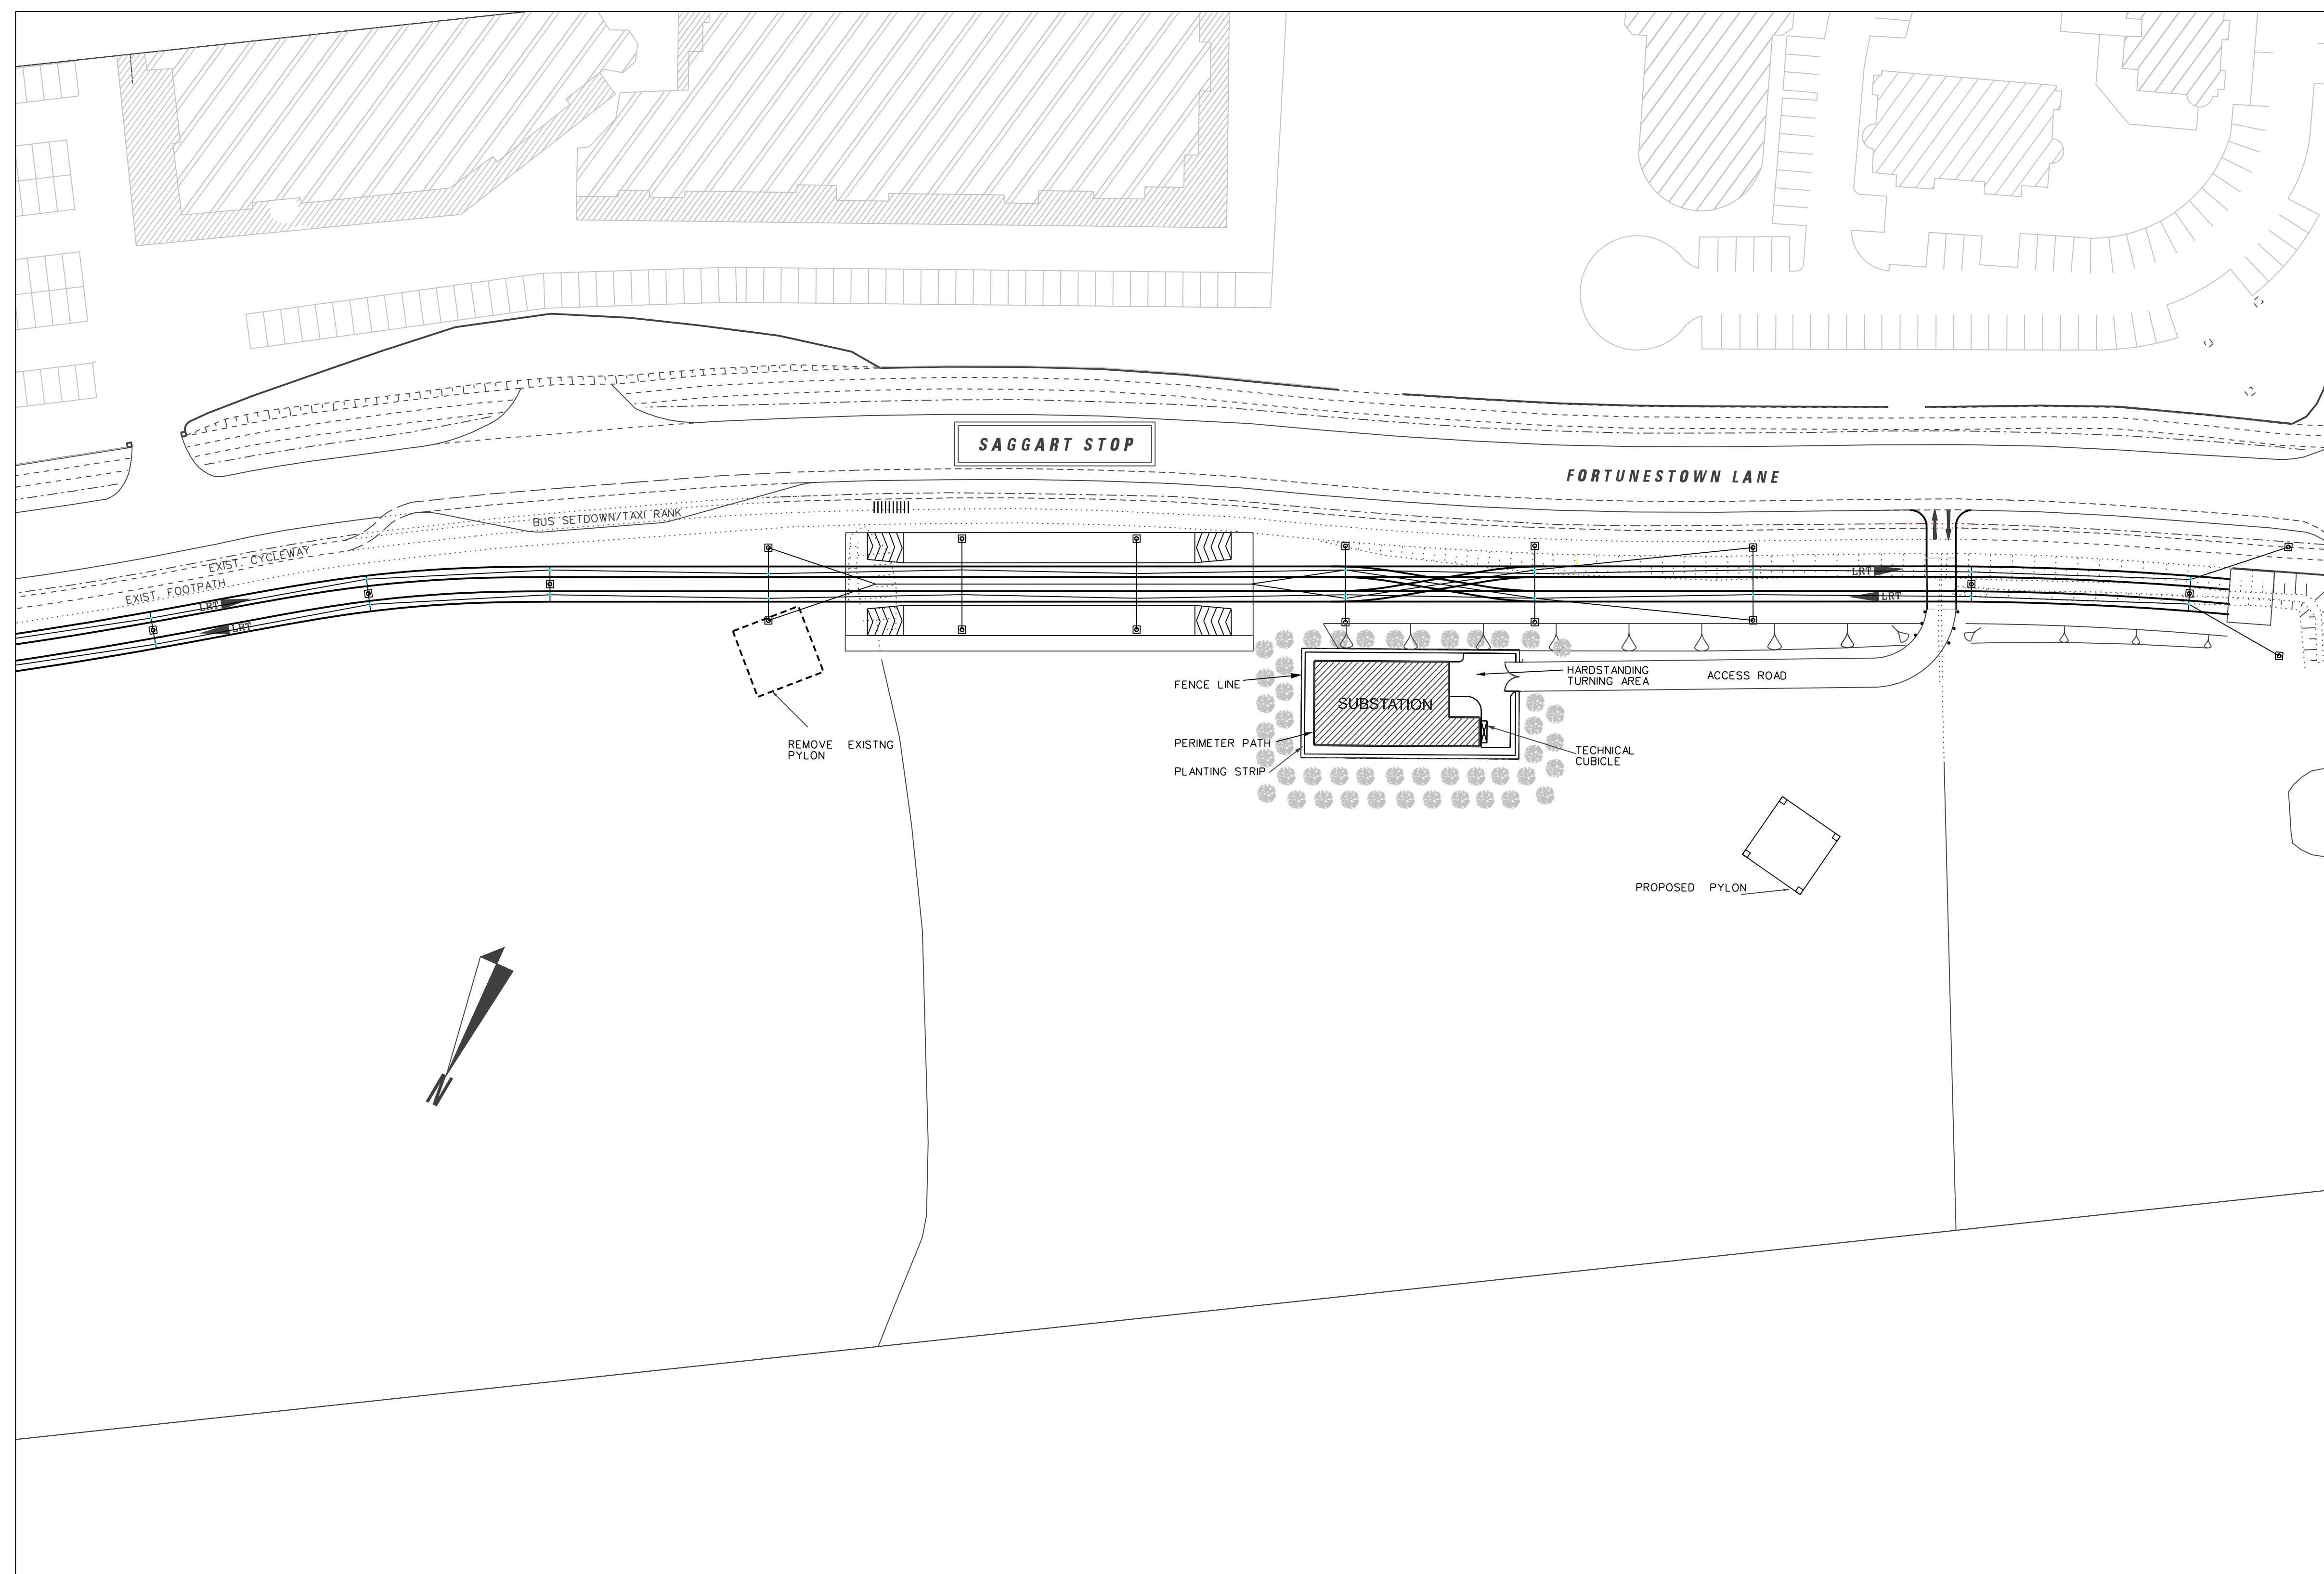 SAGGART STOP
FORTUNESTOWN LANE
BUS SETDOWN/TAXI RANK
EXIST. CYCLEWAY
EXIST. FOOTPATH
LRT
LRT
LRT
LRT
FENCE LINE
HARDSTANDING
TURNING AREA
ACCESS ROAD
SUBSTATION
REMOVE EXISTNG
PYLON
PERIMETER PATH
PLANTING STRIP
TECHNICAL
CUBICLE
PROPOSED PYLON
N